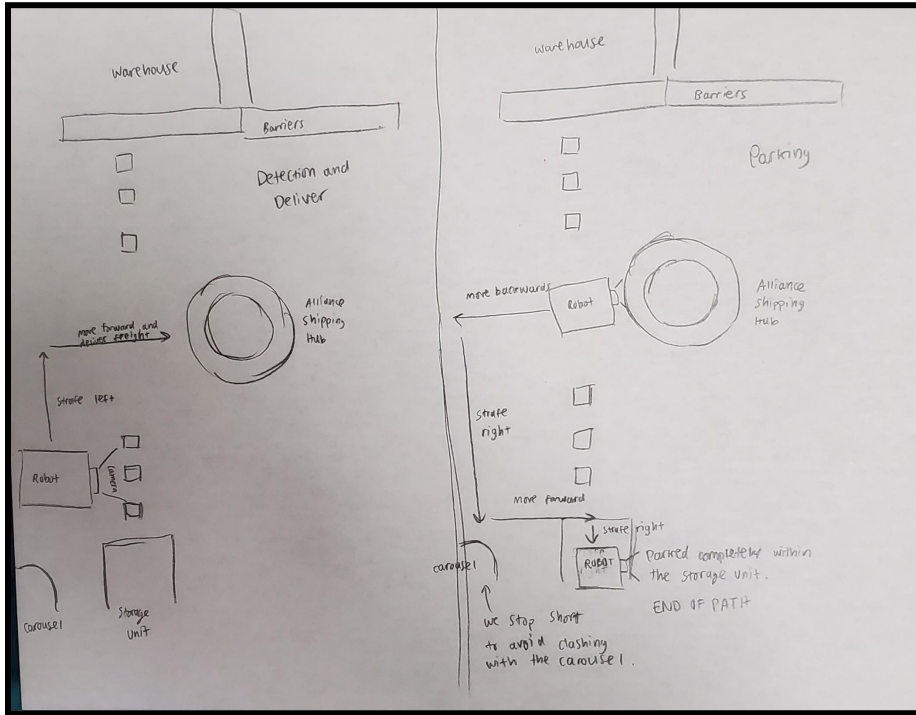 warehouse
Barriers
Detection and
Deliver
Alliance
Shipping
Hub
move forward and
deliver freight
strafe left
Robot
camera
carousel
Storage
Unit
warehouse
Barriers
Parking
move backwards
Robot
Alliance
Shipping
Hub
strafe
right
move forward
strafe right
carousel
ROBOT
Parked completely within
the storage unit.
END OF PATH
we stop short
to avoid clashing
with the carousel.